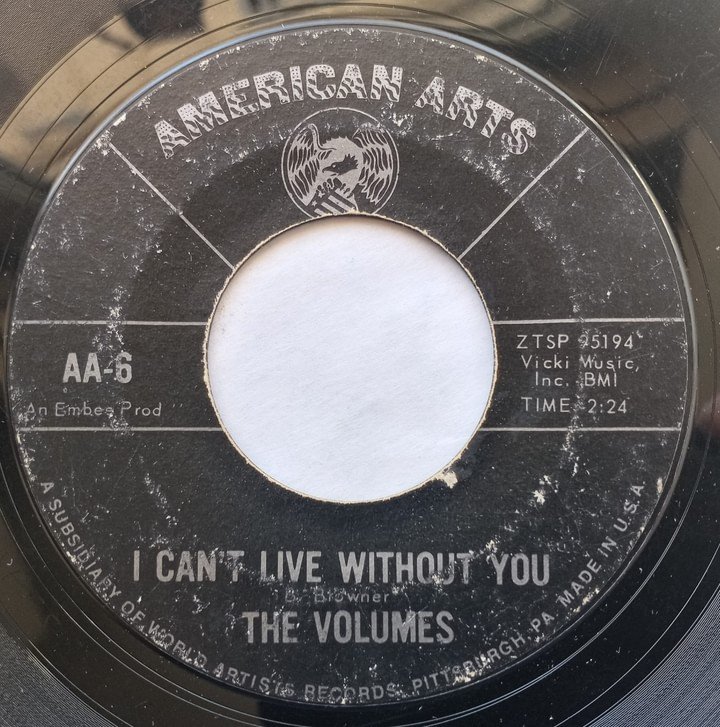 AMERICAN ARTS
AA-6
An Embee Prod
ZTSP 95194
Vicki Music,
Inc. BMI
TIME 2:24
I CAN'T LIVE WITHOUT YOU
B. Browner
THE VOLUMES
A SUBSIDIARY OF WORLD ARTISTS RECORDS, PITTSBURGH, PA. MADE IN U.S.A.